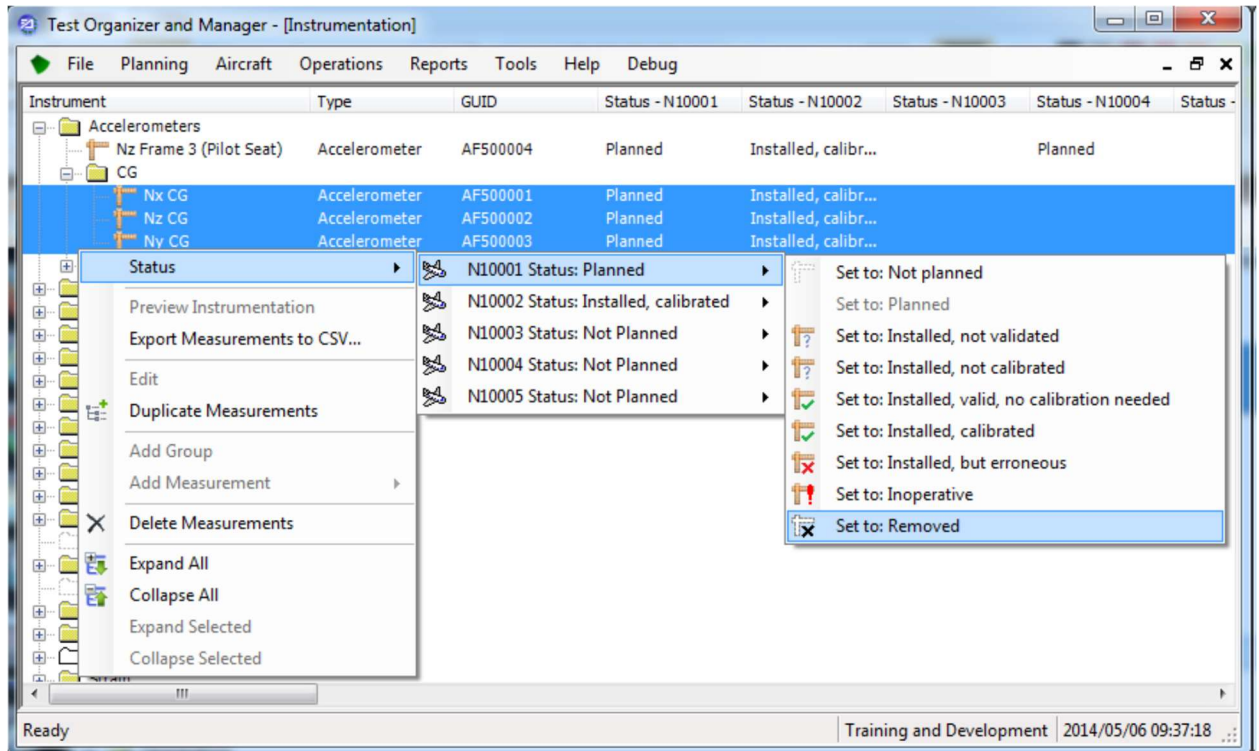 Test Organizer and Manager - [Instrumentation]
File Planning Aircraft Operations Reports Tools Help Debug
Instrument Type GUID Status - N10001 Status - N10002 Status - N10003 Status - N10004 Status -
Accelerometers
Nz Frame 3 (Pilot Seat) Accelerometer AF500004 Planned Installed, calibr... Planned
CG
Nx CG Accelerometer AF500001 Planned Installed, calibr...
Nz CG Accelerometer AF500002 Planned Installed, calibr...
Ny CG Accelerometer AF500003 Planned Installed, calibr...
Status
Preview Instrumentation
Export Measurements to CSV...
Edit
Duplicate Measurements
Add Group
Add Measurement
Delete Measurements
Expand All
Collapse All
Expand Selected
Collapse Selected
N10001 Status: Planned
N10002 Status: Installed, calibrated
N10003 Status: Not Planned
N10004 Status: Not Planned
N10005 Status: Not Planned
Set to: Not planned
Set to: Planned
Set to: Installed, not validated
Set to: Installed, not calibrated
Set to: Installed, valid, no calibration needed
Set to: Installed, calibrated
Set to: Installed, but erroneous
Set to: Inoperative
Set to: Removed
Ready Training and Development 2014/05/06 09:37:18